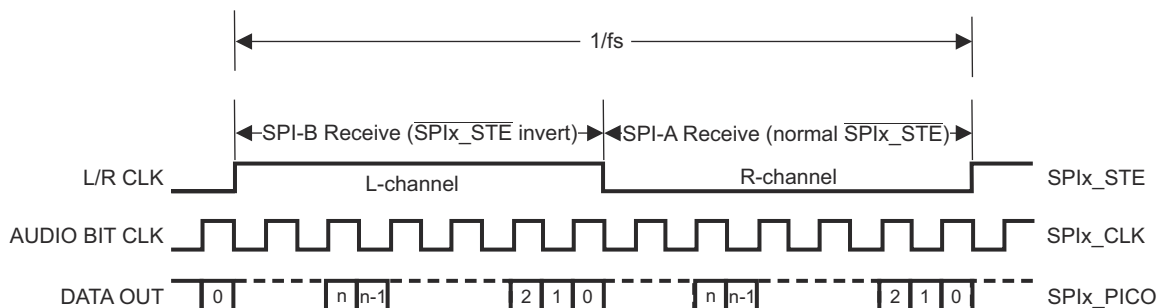 1/fs
SPI-B Receive (SPIx_STE invert) SPI-A Receive (normal SPIx_STE)
L/R CLK L-channel R-channel SPIx_STE
AUDIO BIT CLK SPIx_CLK
DATA OUT 0 n n-1 2 1 0 n n-1 2 1 0 SPIx_PICO